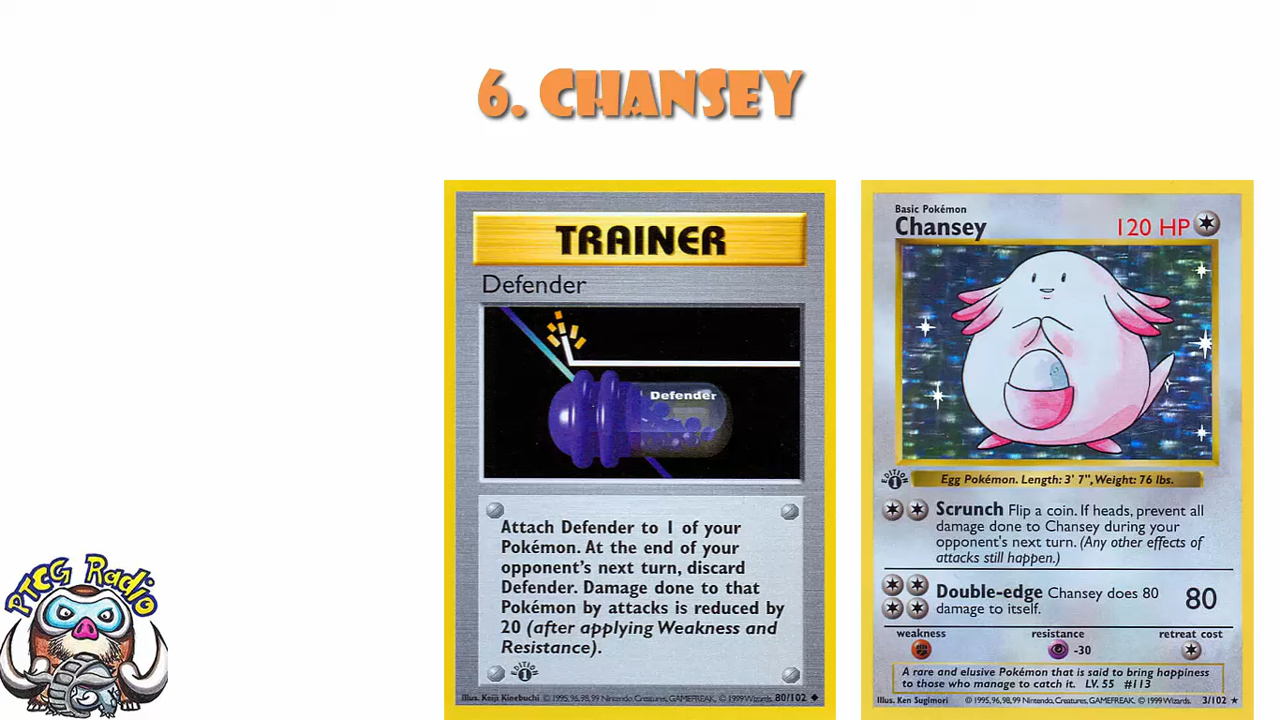 6. CHANSEY
TRAINER
Defender
Defender
Attach Defender to 1 of your
Pokémon. At the end of your
opponent's next turn, discard
Defender. Damage done to that
Pokémon by attacks is reduced by
20 (after applying Weakness and
Resistance).
EDITION
1
Illus. Keiji Kinebuchi © 1995, 96, 98, 99 Nintendo, Creatures, GAMEFREAK. © 1999 Wizards. 80/102 ◆
Basic Pokémon
Chansey 120 HP
EDITION
1
Egg Pokémon. Length: 3' 7", Weight: 76 lbs.
Scrunch Flip a coin. If heads, prevent all
damage done to Chansey during your
opponent's next turn. (Any other effects of
attacks still happen.)
Double-edge Chansey does 80 80
damage to itself.
weakness resistance retreat cost
-30
A rare and elusive Pokémon that is said to bring happiness
to those who manage to catch it. LV. 55 #113
Illus. Ken Sugimori © 1995, 96, 98, 99 Nintendo, Creatures, GAMEFREAK. © 1999 Wizards. 3/102 ★
PTCG Radio